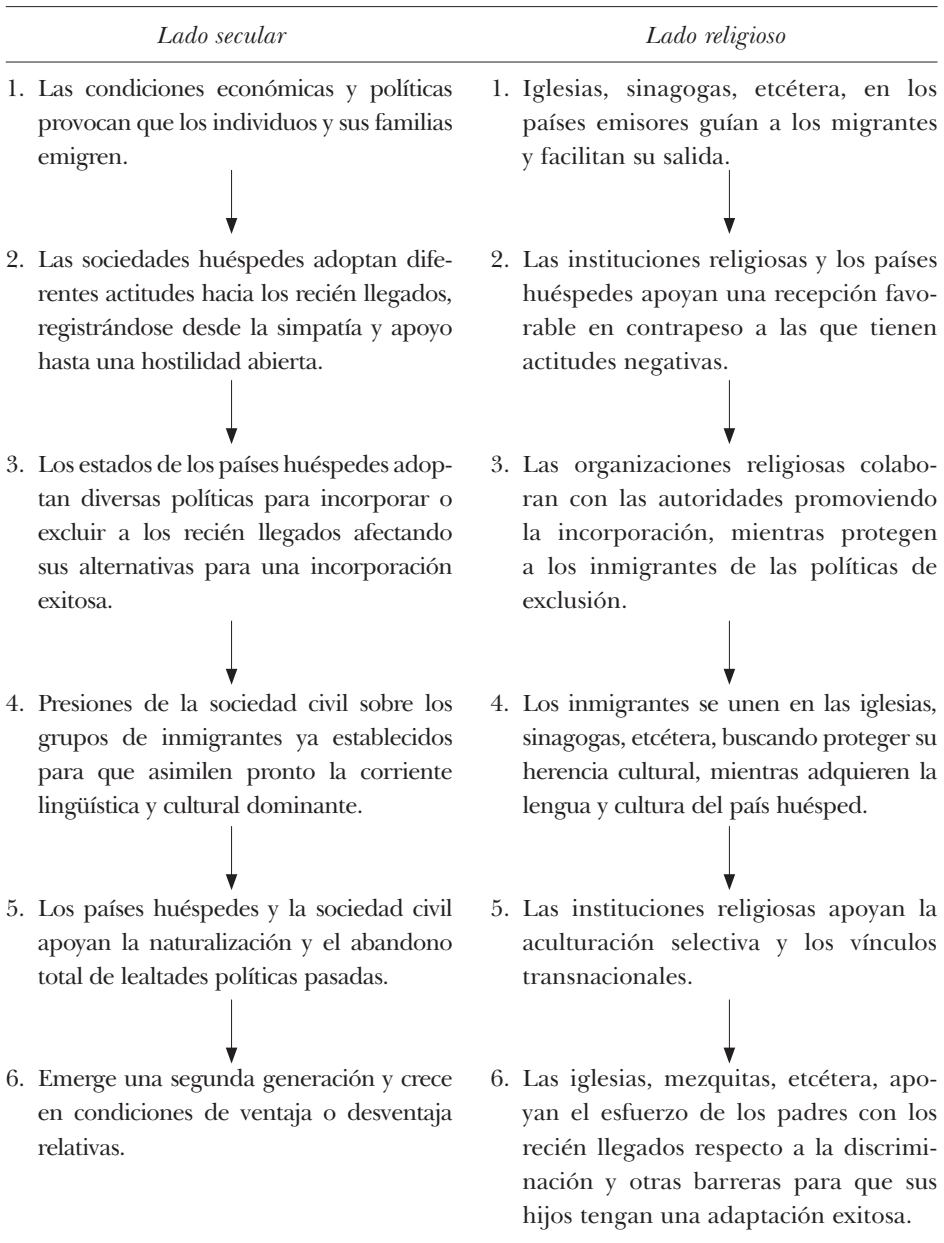 Lado secular
Lado religioso
1. Las condiciones económicas y políticas
provocan que los individuos y sus familias
emigren.
1. Iglesias, sinagogas, etcétera, en los
países emisores guían a los migrantes
y facilitan su salida.
2. Las sociedades huéspedes adoptan dife-
rentes actitudes hacia los recién llegados,
registrándose desde la simpatía y apoyo
hasta una hostilidad abierta.
2. Las instituciones religiosas y los países
huéspedes apoyan una recepción favo-
rable en contrapeso a las que tienen
actitudes negativas.
3. Los estados de los países huéspedes adop-
tan diversas políticas para incorporar o
excluir a los recién llegados afectando
sus alternativas para una incorporación
exitosa.
3. Las organizaciones religiosas colabo-
ran con las autoridades promoviendo
la incorporación, mientras protegen
a los inmigrantes de las políticas de
exclusión.
4. Presiones de la sociedad civil sobre los
grupos de inmigrantes ya establecidos
para que asimilen pronto la corriente
lingüística y cultural dominante.
4. Los inmigrantes se unen en las iglesias,
sinagogas, etcétera, buscando proteger su
herencia cultural, mientras adquieren la
lengua y cultura del país huésped.
5. Los países huéspedes y la sociedad civil
apoyan la naturalización y el abandono
total de lealtades políticas pasadas.
5. Las instituciones religiosas apoyan la
aculturación selectiva y los vínculos
transnacionales.
6. Emerge una segunda generación y crece
en condiciones de ventaja o desventaja
relativas.
6. Las iglesias, mezquitas, etcétera, apo-
yan el esfuerzo de los padres con los
recién llegados respecto a la discrimi-
nación y otras barreras para que sus
hijos tengan una adaptación exitosa.